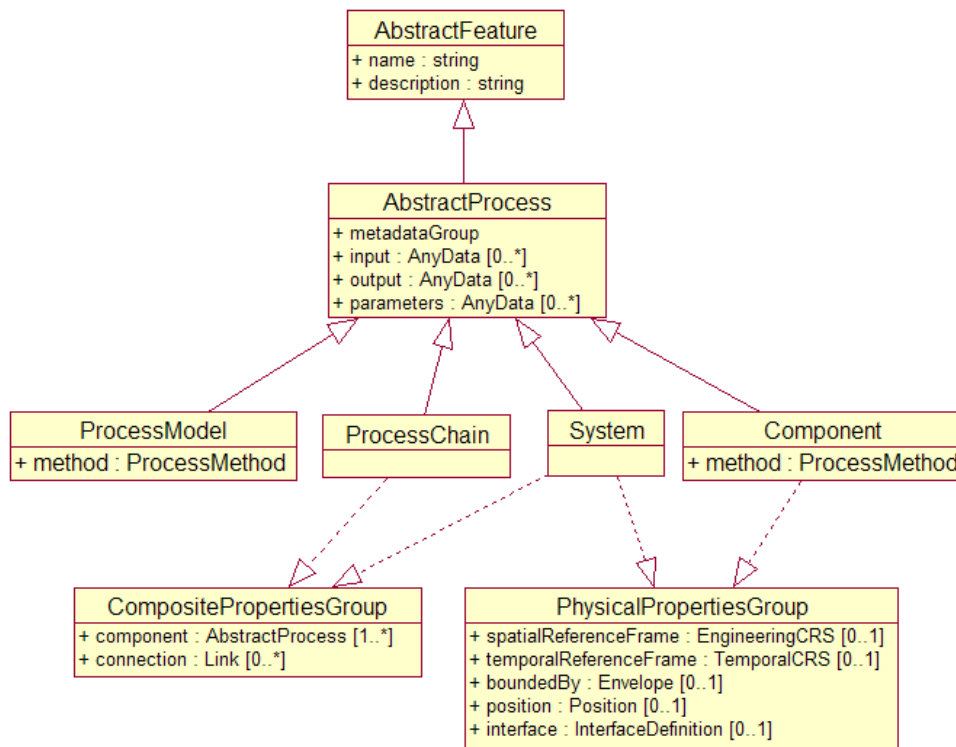 AbstractFeature
+ name : string
+ description : string
AbstractProcess
+ metadataGroup
+ input : AnyData [0..*]
+ output : AnyData [0..*]
+ parameters : AnyData [0..*]
ProcessModel
+ method : ProcessMethod
ProcessChain
System
Component
+ method : ProcessMethod
CompositePropertiesGroup
+ component : AbstractProcess [1..*]
+ connection : Link [0..*]
PhysicalPropertiesGroup
+ spatialReferenceFrame : EngineeringCRS [0..1]
+ temporalReferenceFrame : TemporalCRS [0..1]
+ boundedBy : Envelope [0..1]
+ position : Position [0..1]
+ interface : InterfaceDefinition [0..1]